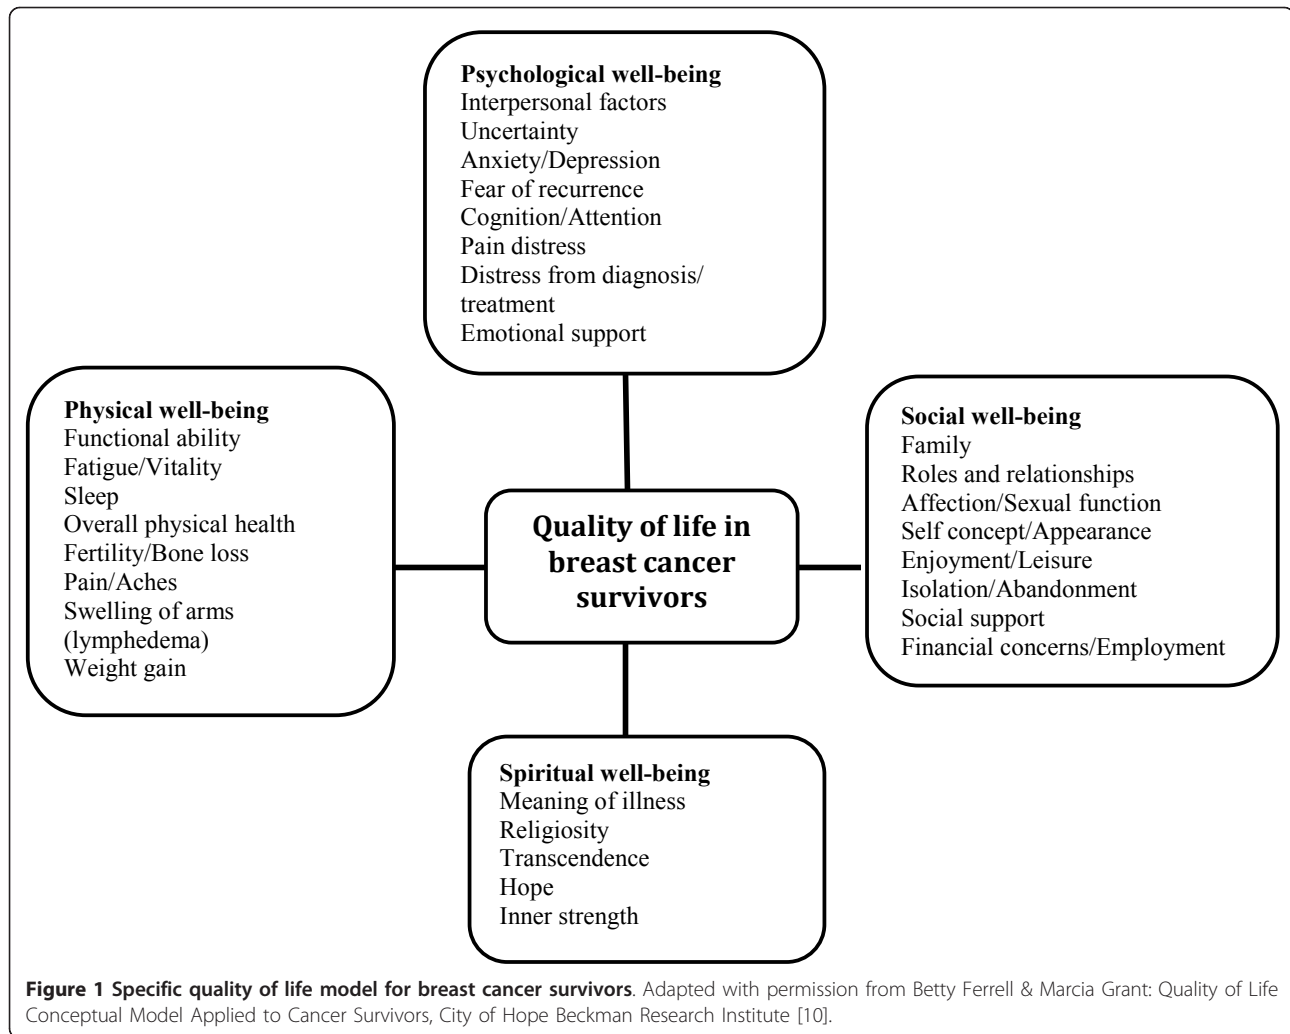 Psychological well-being
Interpersonal factors
Uncertainty
Anxiety/Depression
Fear of recurrence
Cognition/Attention
Pain distress
Distress from diagnosis/
treatment
Emotional support
Physical well-being
Functional ability
Fatigue/Vitality
Sleep
Overall physical health
Fertility/Bone loss
Pain/Aches
Swelling of arms
(lymphedema)
Weight gain
Quality of life in
breast cancer
survivors
Social well-being
Family
Roles and relationships
Affection/Sexual function
Self concept/Appearance
Enjoyment/Leisure
Isolation/Abandonment
Social support
Financial concerns/Employment
Spiritual well-being
Meaning of illness
Religiosity
Transcendence
Hope
Inner strength
Figure 1 Specific quality of life model for breast cancer survivors. Adapted with permission from Betty Ferrell & Marcia Grant: Quality of Life
Conceptual Model Applied to Cancer Survivors, City of Hope Beckman Research Institute [10].